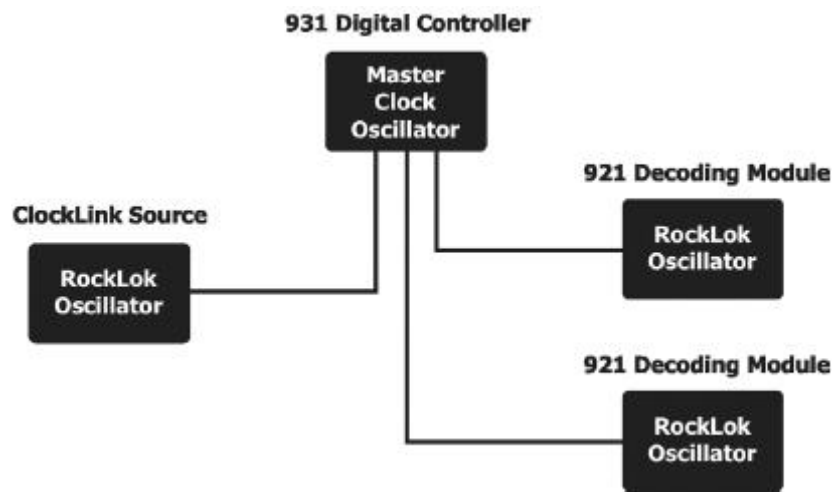 931 Digital Controller
Master
Clock
Oscillator
921 Decoding Module
ClockLink Source
RockLok
Oscillator
RockLok
Oscillator
921 Decoding Module
RockLok
Oscillator